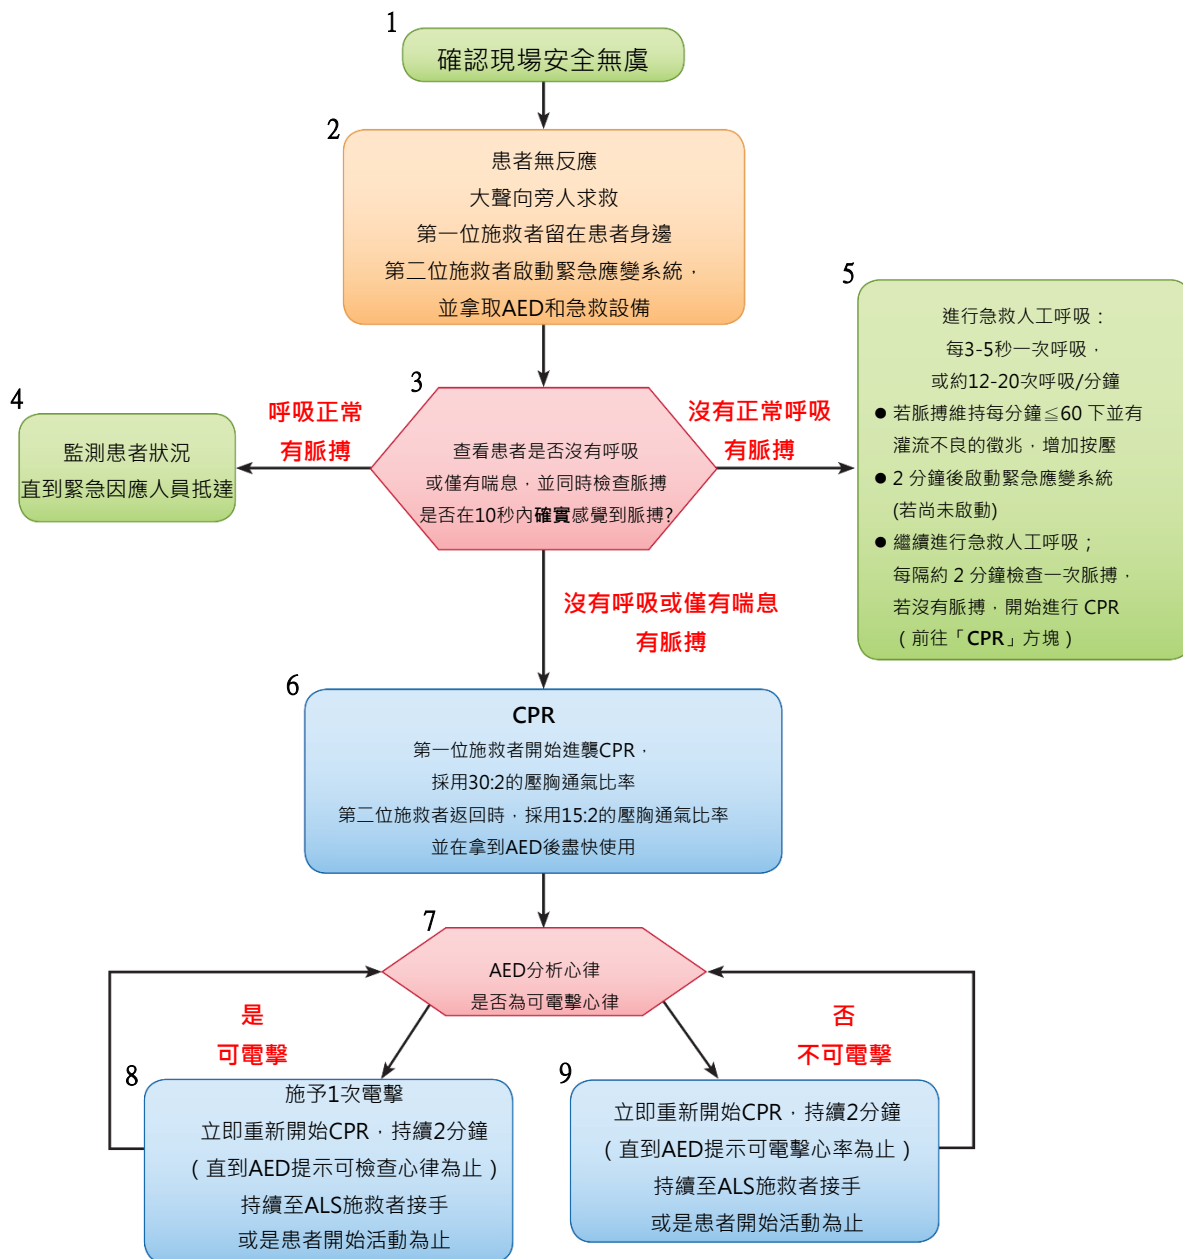 1
確認現場安全無虞
2
患者無反應
大聲向旁人求救
第一位施救者留在患者身邊
第二位施救者啟動緊急應變系統，
並拿取AED和急救設備
3
查看患者是否沒有呼吸
或僅有喘息，並同時檢查脈搏
是否在10秒內確實感覺到脈搏?
呼吸正常
有脈搏
4
監測患者狀況
直到緊急因應人員抵達
沒有正常呼吸
有脈搏
5
進行急救人工呼吸：
每3-5秒一次呼吸，
或約12-20次呼吸/分鐘
● 若脈搏維持每分鐘≦60 下並有
灌流不良的徵兆，增加按壓
● 2 分鐘後啟動緊急應變系統
(若尚未啟動)
● 繼續進行急救人工呼吸；
每隔約 2 分鐘檢查一次脈搏，
若沒有脈搏，開始進行 CPR
（前往「CPR」方塊）
沒有呼吸或僅有喘息
有脈搏
6
CPR
第一位施救者開始進襲CPR，
採用30:2的壓胸通氣比率
第二位施救者返回時，採用15:2的壓胸通氣比率
並在拿到AED後盡快使用
7
AED分析心律
是否為可電擊心律
是
可電擊
8
施予1次電擊
立即重新開始CPR，持續2分鐘
（直到AED提示可檢查心律為止）
持續至ALS施救者接手
或是患者開始活動為止
否
不可電擊
9
立即重新開始CPR，持續2分鐘
（直到AED提示可電擊心率為止）
持續至ALS施救者接手
或是患者開始活動為止